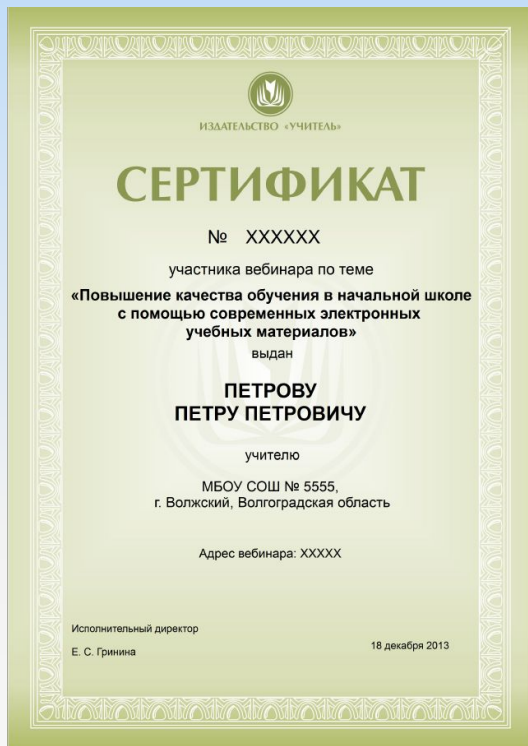 ИЗДАТЕЛЬСТВО «УЧИТЕЛЬ»
СЕРТИФИКАТ
№ XXXXXX
участника вебинара по теме
«Повышение качества обучения в начальной школе
с помощью современных электронных
учебных материалов»
выдан
ПЕТРОВУ
ПЕТРУ ПЕТРОВИЧУ
учителю
МБОУ СОШ № 5555,
г. Волжский, Волгоградская область
Адрес вебинара: XXXXX
Исполнительный директор
Е. С. Гринина
18 декабря 2013